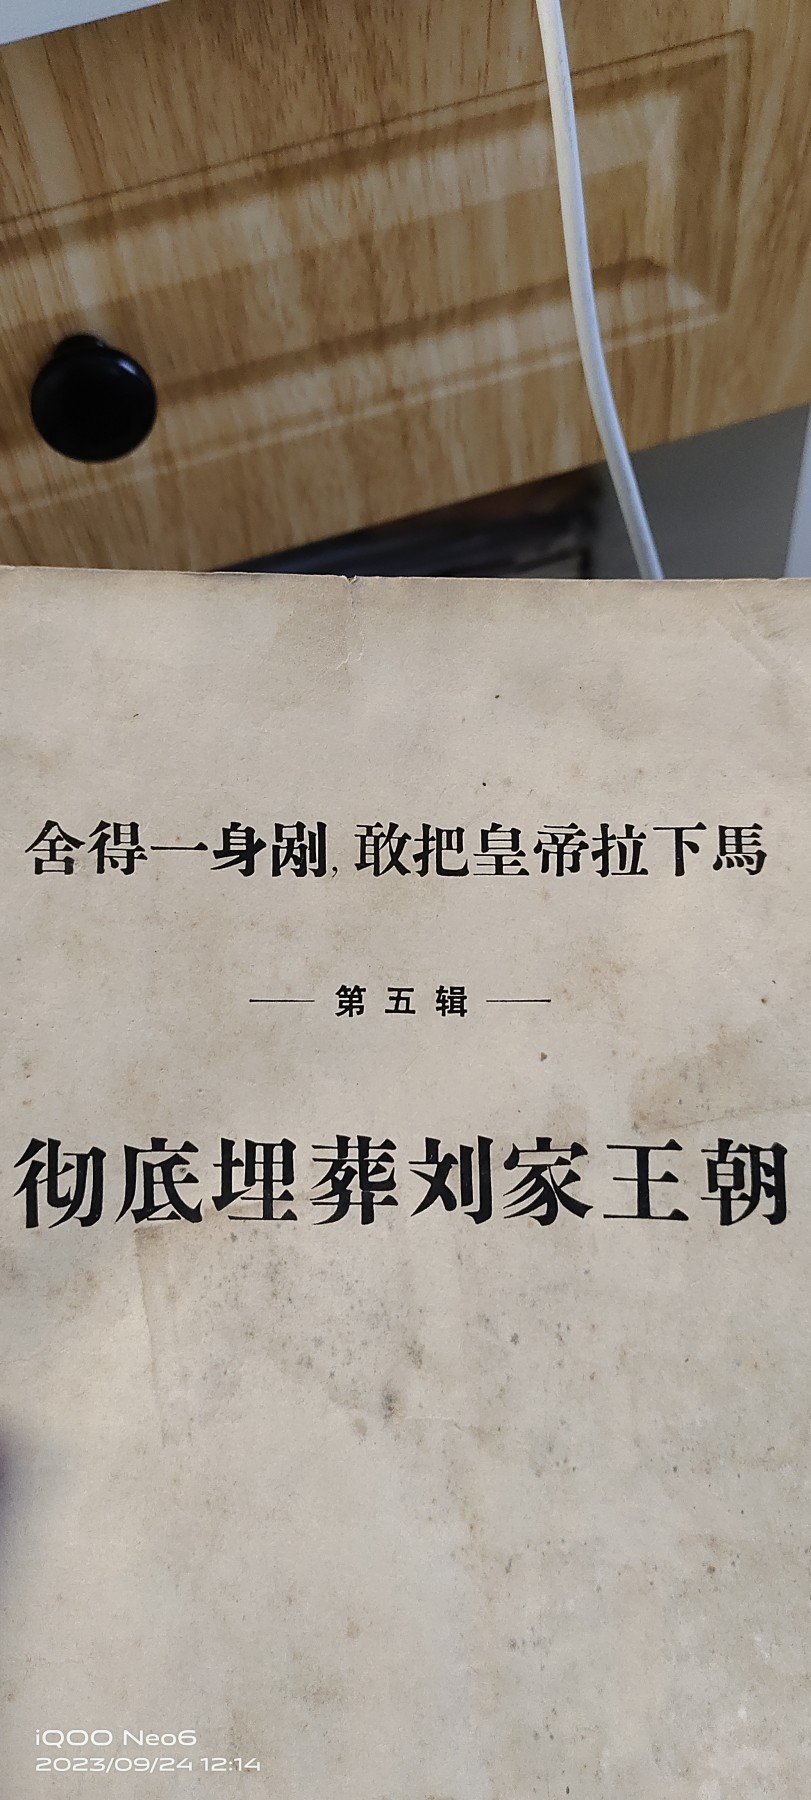 舍得一身剐,敢把皇帝拉下馬
—— 第五辑 ——
彻底埋葬刘家王朝
iQOO Neo6
2023/09/24 12:14